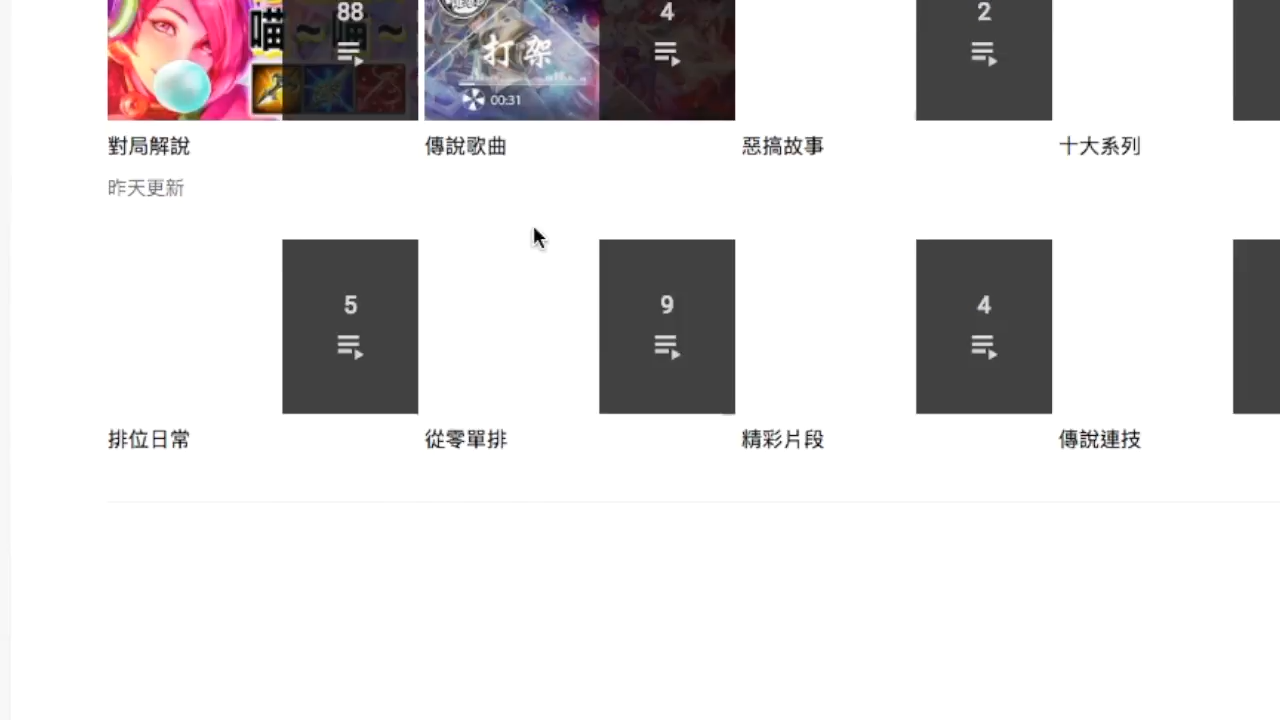 喵～喵～
88
打架
00:31
4
2
對局解說
傳說歌曲
惡搞故事
十大系列
昨天更新
5
9
4
排位日常
從零單排
精彩片段
傳說連技